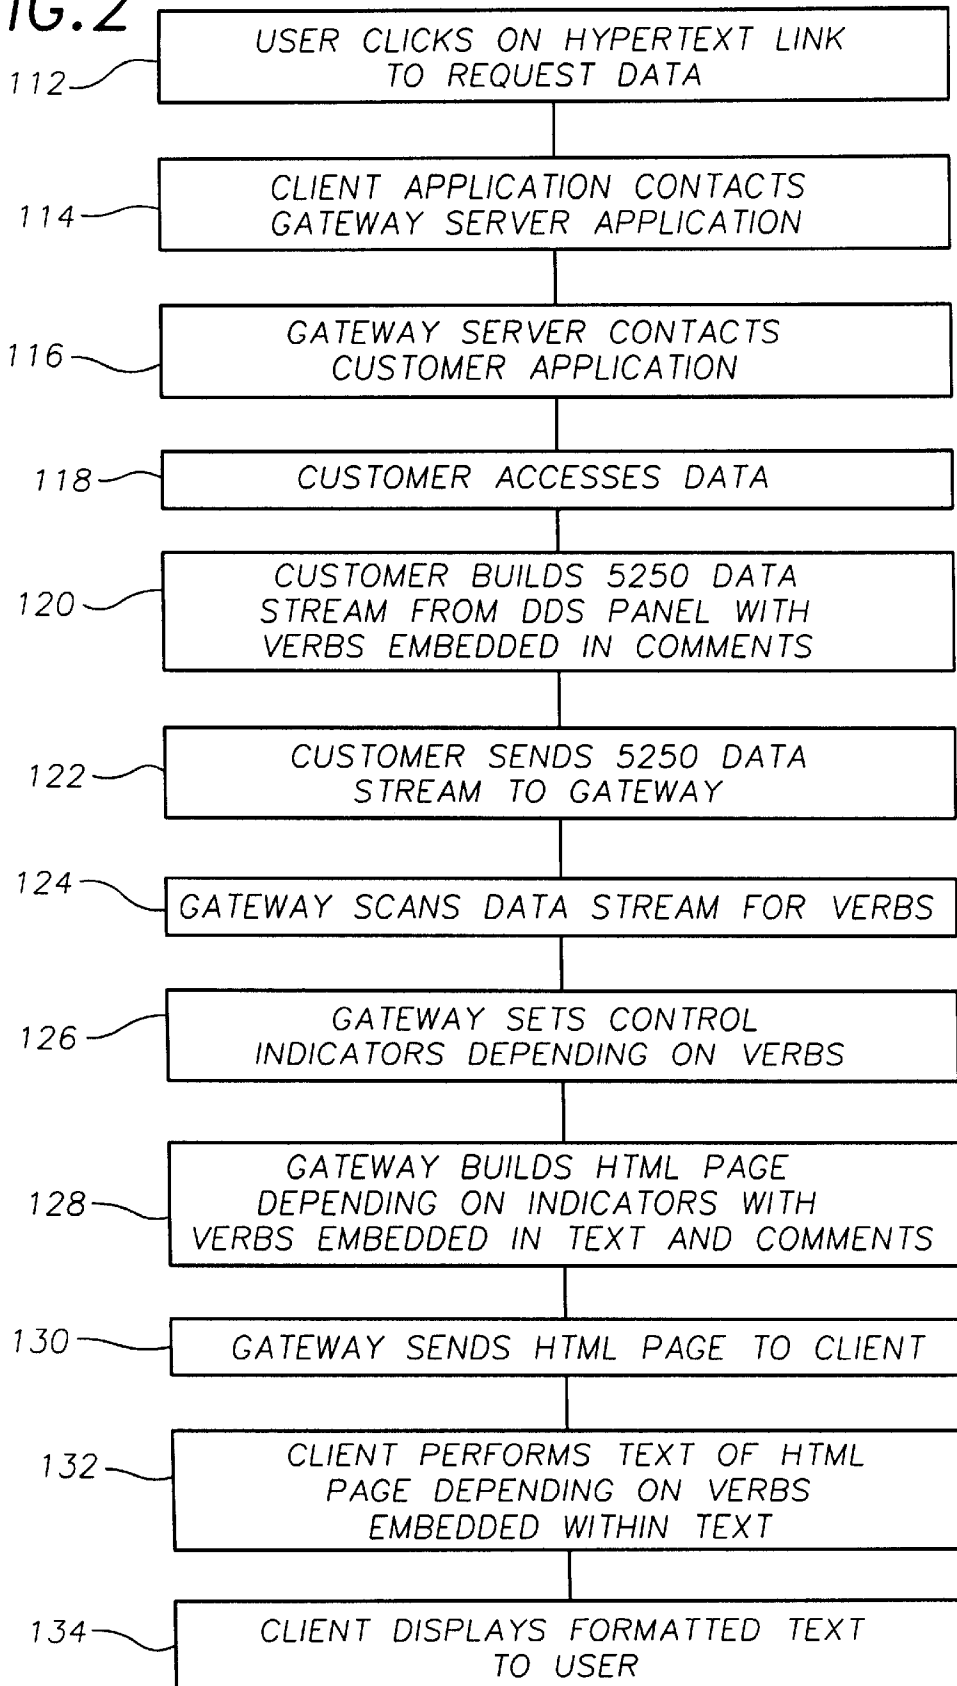 IG.2
112
USER CLICKS ON HYPERTEXT LINK
TO REQUEST DATA
114
CLIENT APPLICATION CONTACTS
GATEWAY SERVER APPLICATION
116
GATEWAY SERVER CONTACTS
CUSTOMER APPLICATION
118
CUSTOMER ACCESSES DATA
120
CUSTOMER BUILDS 5250 DATA
STREAM FROM DDS PANEL WITH
VERBS EMBEDDED IN COMMENTS
122
CUSTOMER SENDS 5250 DATA
STREAM TO GATEWAY
124
GATEWAY SCANS DATA STREAM FOR VERBS
126
GATEWAY SETS CONTROL
INDICATORS DEPENDING ON VERBS
128
GATEWAY BUILDS HTML PAGE
DEPENDING ON INDICATORS WITH
VERBS EMBEDDED IN TEXT AND COMMENTS
130
GATEWAY SENDS HTML PAGE TO CLIENT
132
CLIENT PERFORMS TEXT OF HTML
PAGE DEPENDING ON VERBS
EMBEDDED WITHIN TEXT
134
CLIENT DISPLAYS FORMATTED TEXT
TO USER